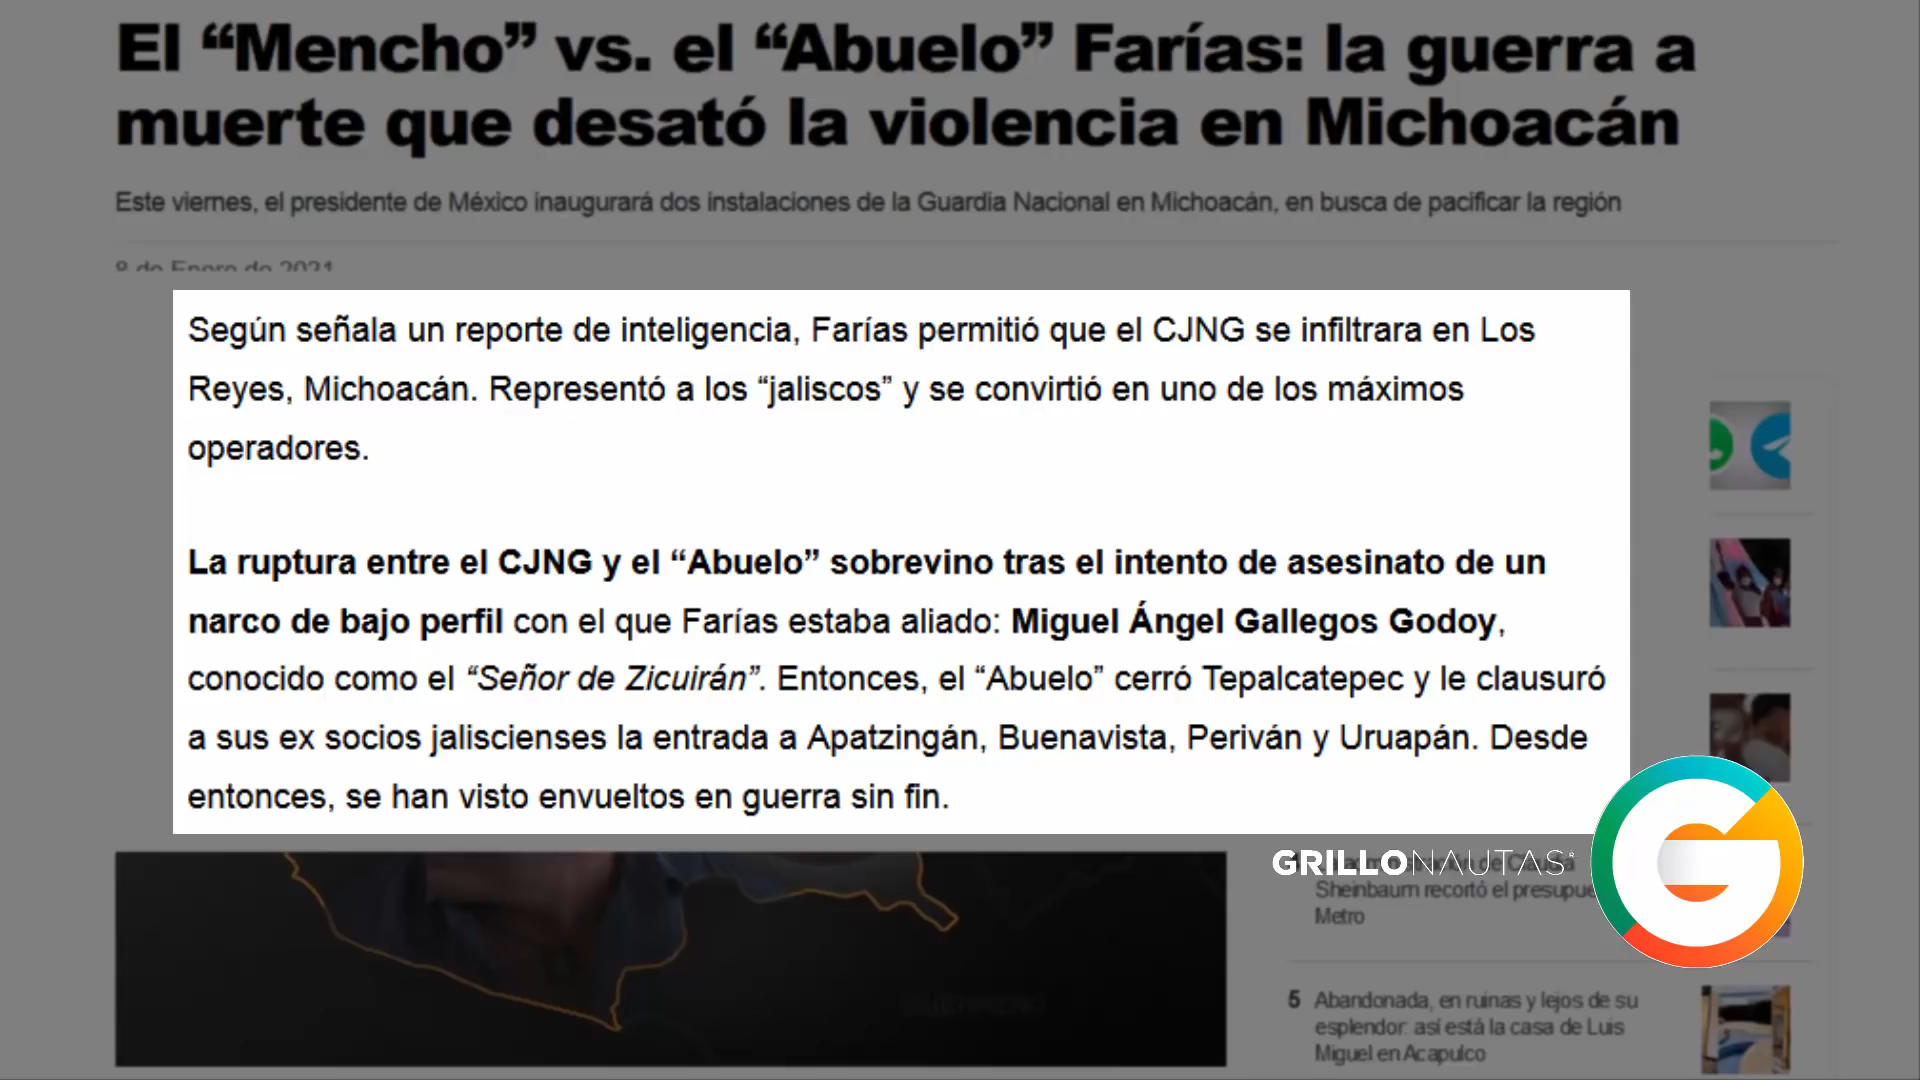 El “Mencho” vs. el “Abuelo” Farías: la guerra a
muerte que desató la violencia en Michoacán
Este viernes, el presidente de México inaugurará dos instalaciones de la Guardia Nacional en Michoacán, en busca de pacificar la región
8 de Enero de 2021
Según señala un reporte de inteligencia, Farías permitió que el CJNG se infiltrara en Los
Reyes, Michoacán. Representó a los “jaliscos” y se convirtió en uno de los máximos
operadores.
La ruptura entre el CJNG y el “Abuelo” sobrevino tras el intento de asesinato de un
narco de bajo perfil con el que Farías estaba aliado: Miguel Ángel Gallegos Godoy,
conocido como el “Señor de Zicuirán”. Entonces, el “Abuelo” cerró Tepalcatepec y le clausuró
a sus ex socios jaliscienses la entrada a Apatzingán, Buenavista, Periván y Uruapán. Desde
entonces, se han visto envueltos en guerra sin fin.
GRILLONAUTAS®
Sheinbaum recortó el
Metro
5 Abandonada, en ruinas y lejos de su
esplendor: así está la casa de Luis
Miguel en Acapulco